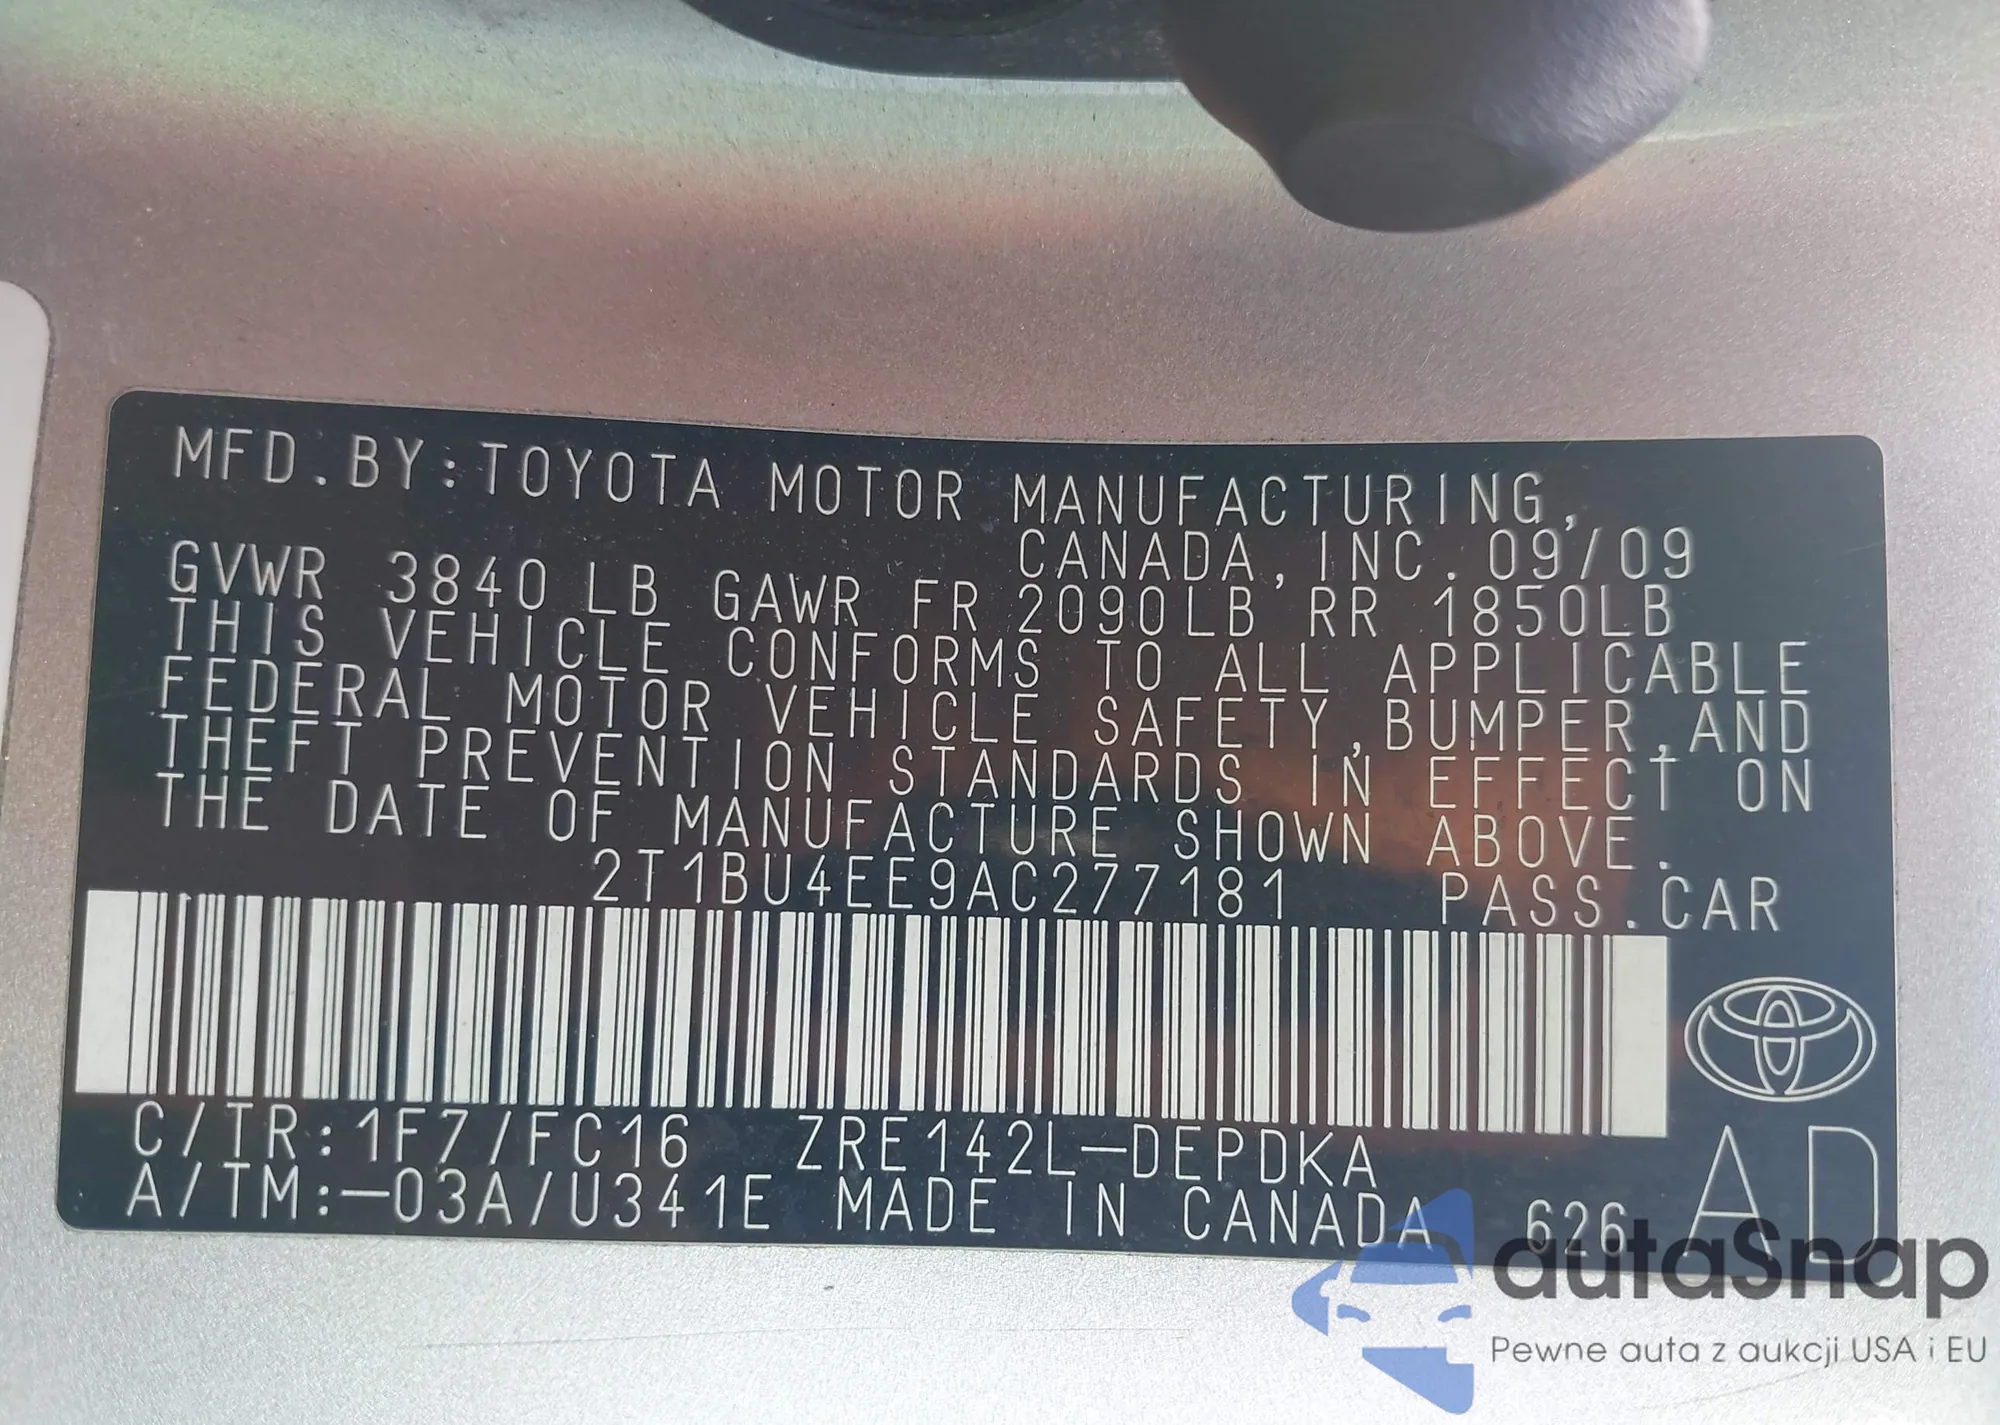 MFD.BY:TOYOTA MOTOR MANUFACTURING,
CANADA,INC.09/09
GVWR 3840 LB GAWR FR 2090LB RR 1850LB
THIS VEHICLE CONFORMS TO ALL APPLICABLE
FEDERAL MOTOR VEHICLE SAFETY,BUMPER,AND
THEFT PREVENTION STANDARDS IN EFFECT ON
THE DATE OF MANUFACTURE SHOWN ABOVE.
2T1BU4EE9AC277181 PASS.CAR
C/TR:1F7/FC16 ZRE142L-DEPDKA
A/TM:-03A/U341E MADE IN CANADA 626 AD
autaSnap
Pewne auta z aukcji USA i EU